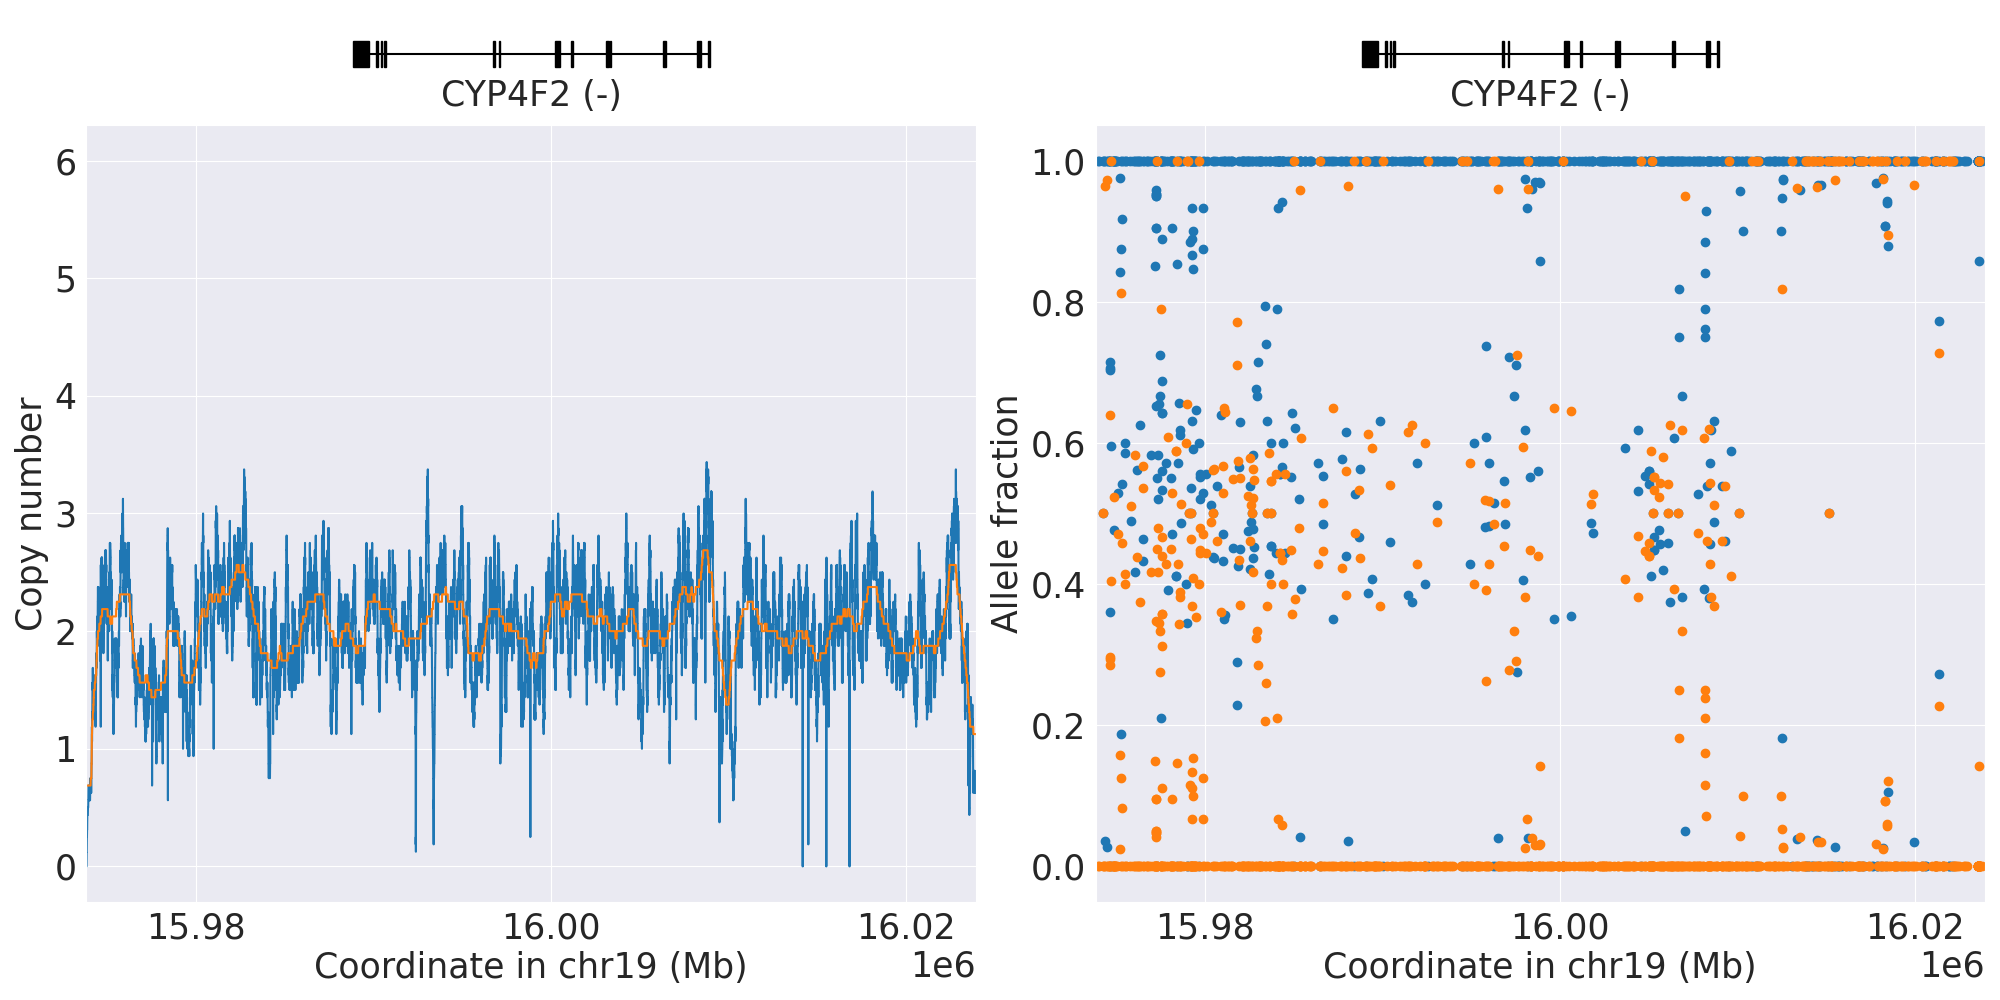 CYP4F2 (-)
CYP4F2 (-)
6
5
4
3
2
1
0
Copy number
15.98
16.00
16.02
Coordinate in chr19 (Mb)
1e6
1.0
0.8
0.6
0.4
0.2
0.0
Allele fraction
15.98
16.00
16.02
Coordinate in chr19 (Mb)
1e6